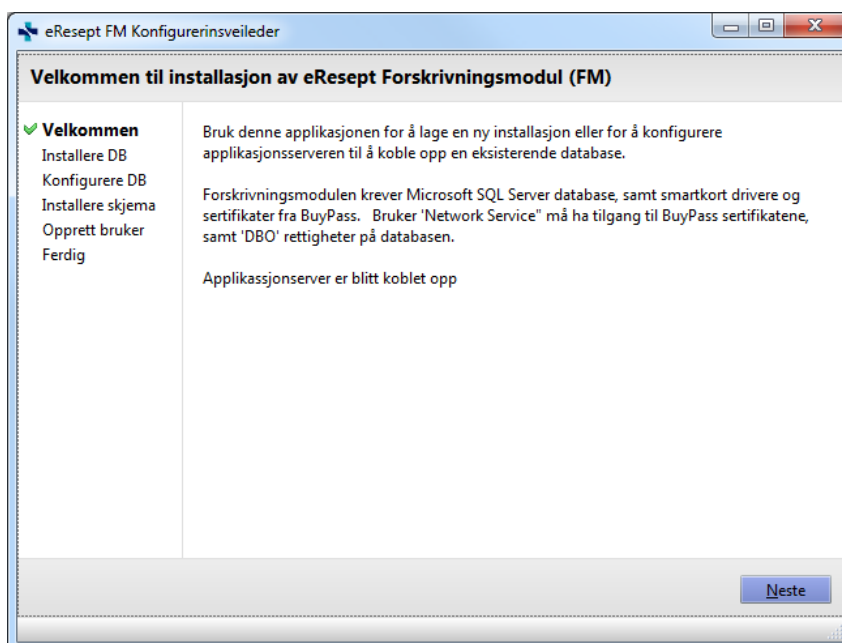 eResept FM Konfigurerinsveileder
Velkommen til installasjon av eResept Forskrivningsmodul (FM)
Velkommen
Installere DB
Konfigurere DB
Installere skjema
Opprett bruker
Ferdig
Bruk denne applikasjonen for å lage en ny installasjon eller for å konfigurere
applikasjonsserveren til å koble opp en eksisterende database.
Forskrivningsmodulen krever Microsoft SQL Server database, samt smartkort drivere og
sertifikater fra BuyPass.   Bruker 'Network Service" må ha tilgang til BuyPass sertifikatene,
samt 'DBO' rettigheter på databasen.
Applikassjonserver er blitt koblet opp
Neste